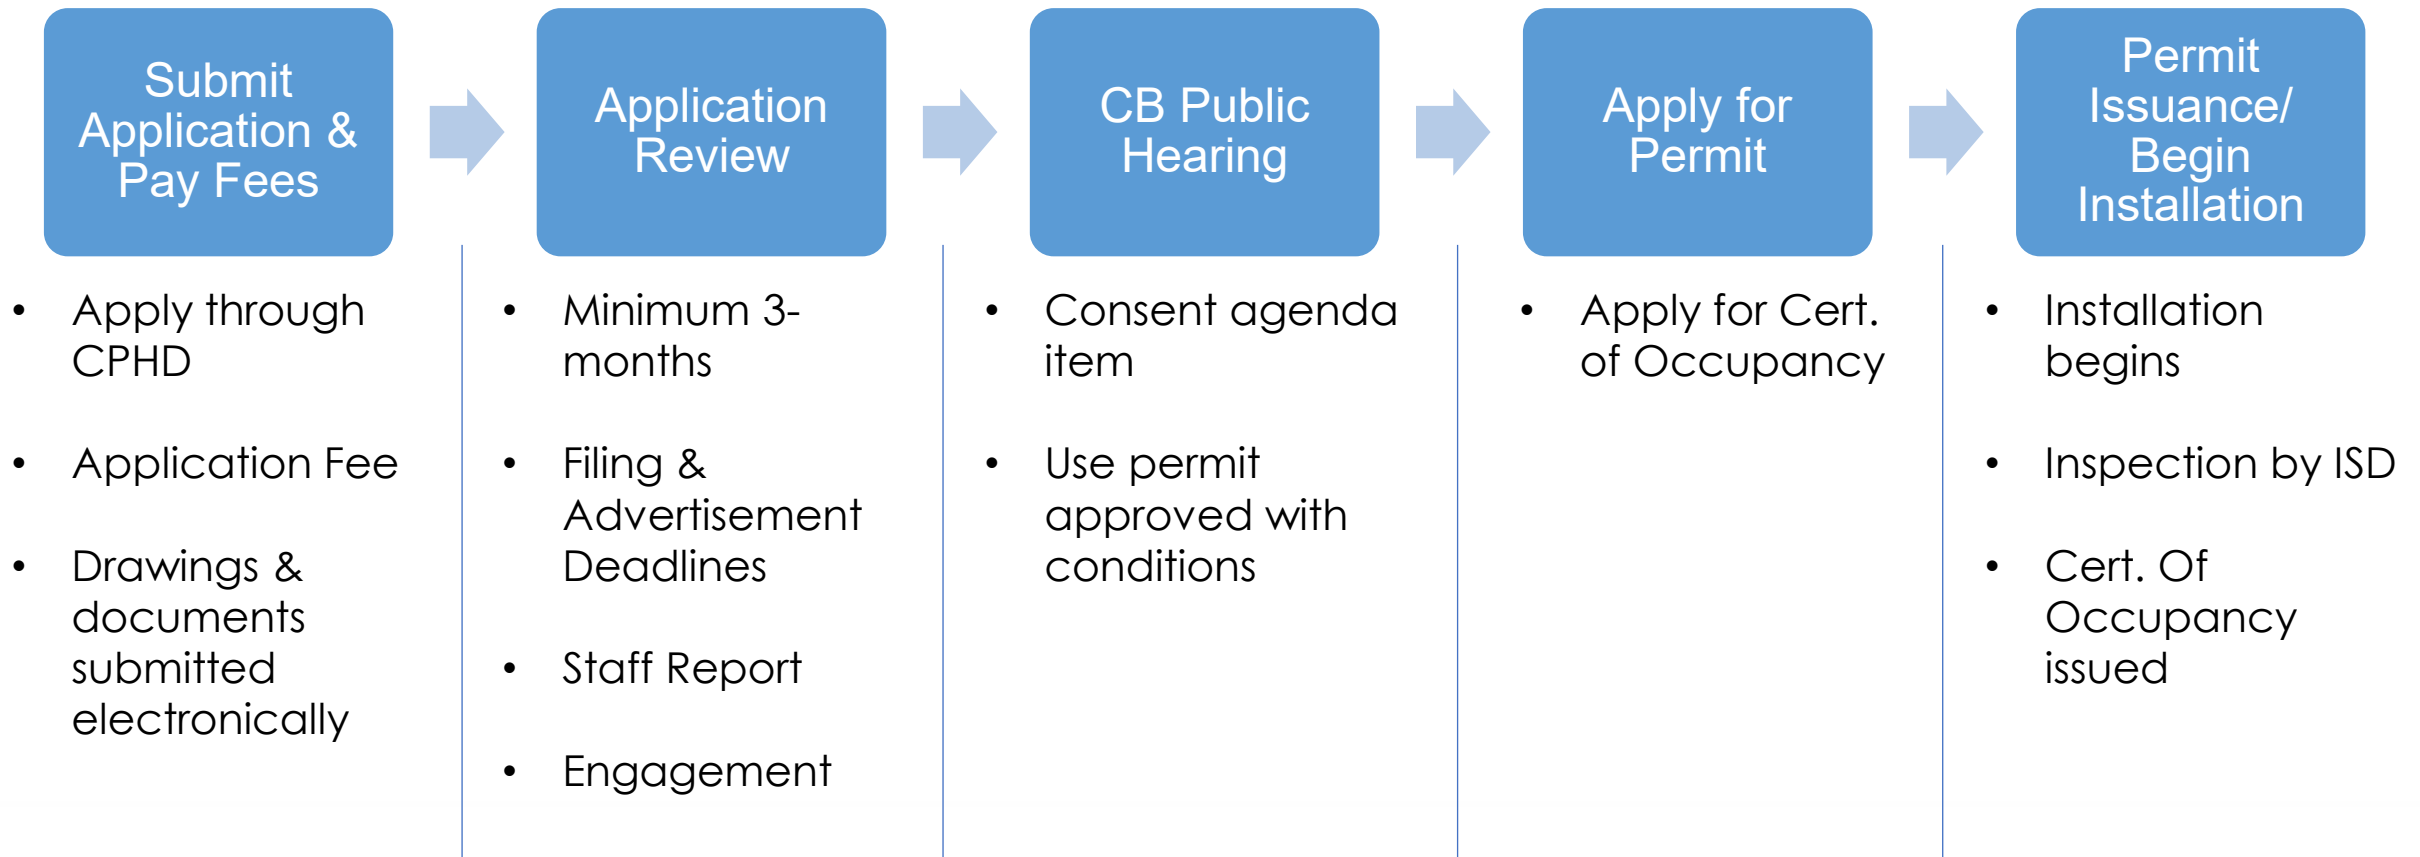 Submit
Application &
Pay Fees
Application
Review
CB Public
Hearing
Apply for
Permit
Permit
Issuance/
Begin
Installation
• Apply through
CPHD
• Application Fee
• Drawings &
documents
submitted
electronically
• Minimum 3-
months
• Filing &
Advertisement
Deadlines
• Staff Report
• Engagement
• Consent agenda
item
• Use permit
approved with
conditions
• Apply for Cert.
of Occupancy
• Installation
begins
• Inspection by ISD
• Cert. Of
Occupancy
issued